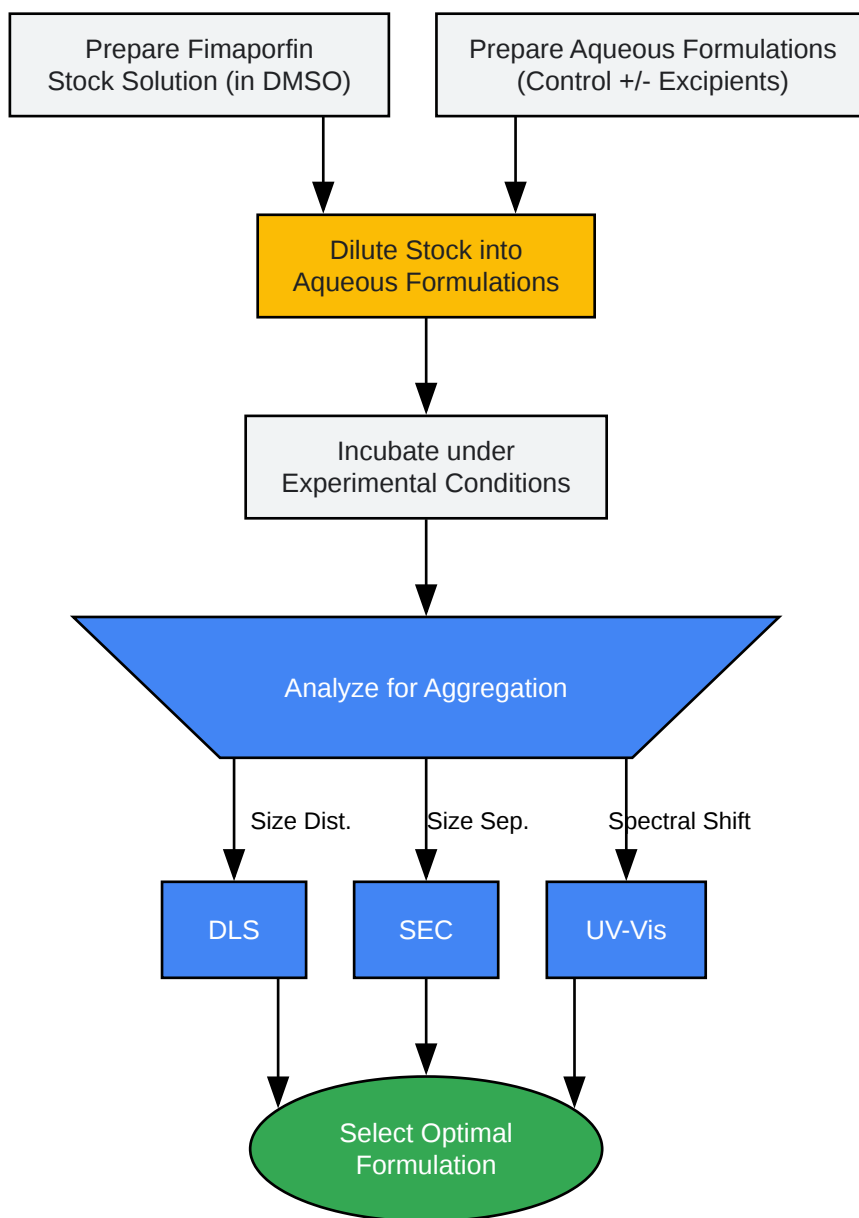 Prepare Fimaporfin
Stock Solution (in DMSO)
Prepare Aqueous Formulations
(Control +/- Excipients)
Dilute Stock into
Aqueous Formulations
Incubate under
Experimental Conditions
Analyze for Aggregation
Size Dist.
Size Sep.
Spectral Shift
DLS
SEC
UV-Vis
Select Optimal
Formulation